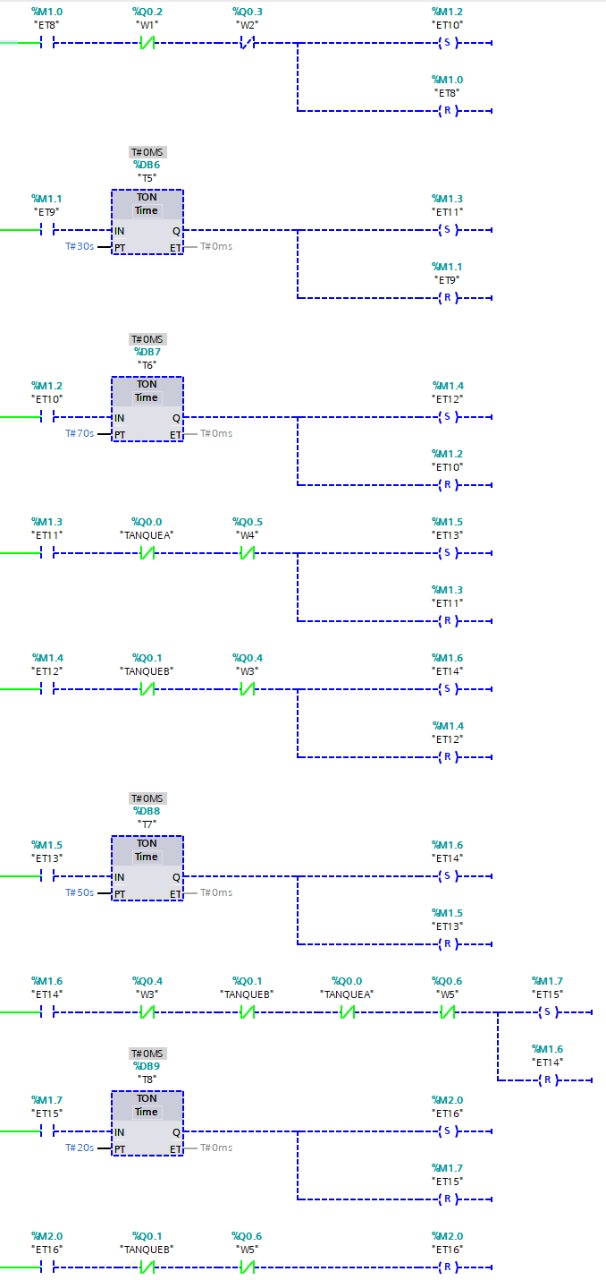 %M1.0 %Q0.2 %Q0.3 %M1.2
"ET8" "W1" "W2" "ET10"
S
%M1.0
"ET8"
R
T#0MS
%DB6
"T5"
%M1.1 TON %M1.3
"ET9" Time "ET11"
IN Q S
T#30s PT ET T#0ms
%M1.1
"ET9"
R
T#0MS
%DB7
"T6"
%M1.2 TON %M1.4
"ET10" Time "ET12"
IN Q S
T#70s PT ET T#0ms
%M1.2
"ET10"
R
%M1.3 %Q0.0 %Q0.5 %M1.5
"ET11" "TANQUEA" "W4" "ET13"
S
%M1.3
"ET11"
R
%M1.4 %Q0.1 %Q0.4 %M1.6
"ET12" "TANQUEB" "W3" "ET14"
S
%M1.4
"ET12"
R
T#0MS
%DB8
"T7"
%M1.5 TON %M1.6
"ET13" Time "ET14"
IN Q S
T#50s PT ET T#0ms
%M1.5
"ET13"
R
%M1.6 %Q0.4 %Q0.1 %Q0.0 %Q0.6 %M1.7
"ET14" "W3" "TANQUEB" "TANQUEA" "W5" "ET15"
S
%M1.6
"ET14"
R
T#0MS
%DB9
"T8"
%M1.7 TON %M2.0
"ET15" Time "ET16"
IN Q S
T#20s PT ET T#0ms
%M1.7
"ET15"
R
%M2.0 %Q0.1 %Q0.6 %M2.0
"ET16" "TANQUEB" "W5" "ET16"
R